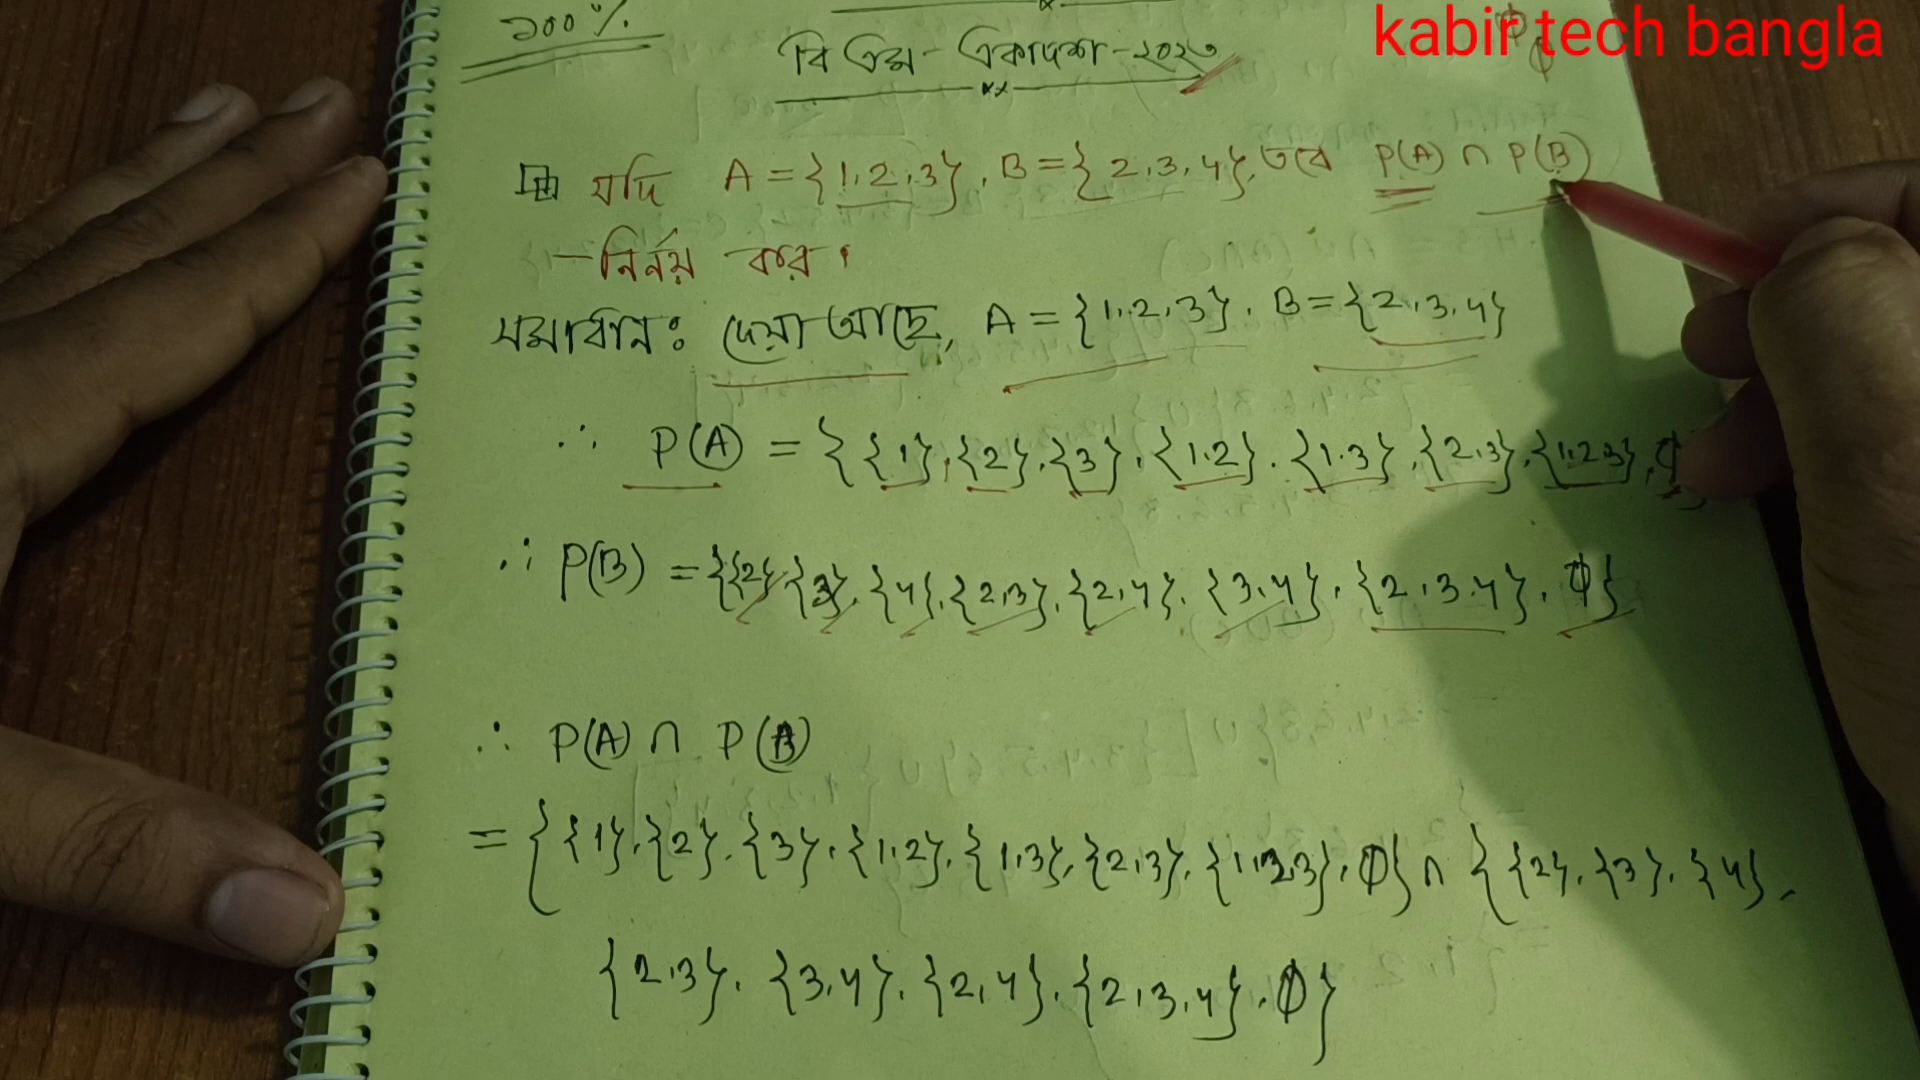 kabir tech bangla
১০০%
বি এম - একাদশ - ২০২৩
যদি A = {1, 2, 3}, B = {2, 3, 4}, তবে P(A) ∩ P(B)
নির্নয় কর।
সমাধান: দেয়া আছে, A = {1, 2, 3}, B = {2, 3, 4}
∴ P(A) = { {1}, {2}, {3}, {1,2}, {1,3}, {2,3}, {1,2,3}, φ
∴ P(B) = {{2}, {3}, {4}, {2,3}, {2,4}, {3,4}, {2,3,4}, φ}
∴ P(A) ∩ P(B)
= { {1}, {2}, {3}, {1,2}, {1,3}, {2,3}, {1,2,3}, φ} ∩ { {2}, {3}, {4},
{2,3}, {3,4}, {2,4}, {2,3,4}, φ}